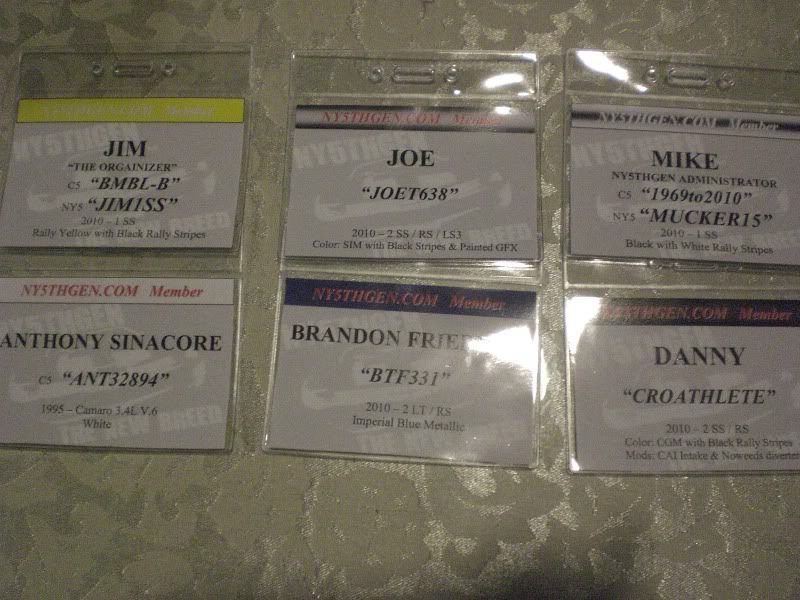 NY5THGEN.COM Member
JIM
"THE ORGAINIZER"
C5 "BMBL-B"
NY5 "JIM1SS"
2010 – 1 SS
Rally Yellow with Black Rally Stripes
NY5THGEN.COM Member
JOE
"JOET638"
2010 – 2 SS / RS / LS3
Color: SIM with Black Stripes & Painted GFX
NY5THGEN.COM Member
MIKE
NY5THGEN ADMINISTRATOR
C5 "1969to2010"
NY5 "MUCKER15"
2010 – 1 SS
Black with White Rally Stripes
NY5THGEN.COM Member
ANTHONY SINACORE
C5 "ANT32894"
1995 – Camaro 3.4L V.6
White
NY5THGEN.COM Member
BRANDON
"BTF331"
2010 – 2 LT / RS
Imperial Blue Metallic
NY5THGEN.COM Member
DANNY
"CROATHLETE"
2010 – 2 SS / RS
Color: CGM with Black Rally Stripes
Mods: CAI Intake & Noweeds diverter